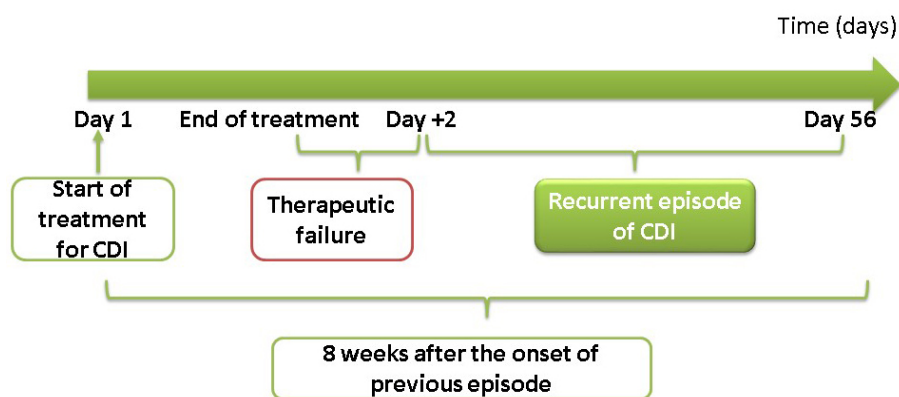 Time (days)
Day 1
End of treatment
Day +2
Day 56
Start of
treatment
for CDI
Therapeutic
failure
Recurrent episode
of CDI
8 weeks after the onset of
previous episode